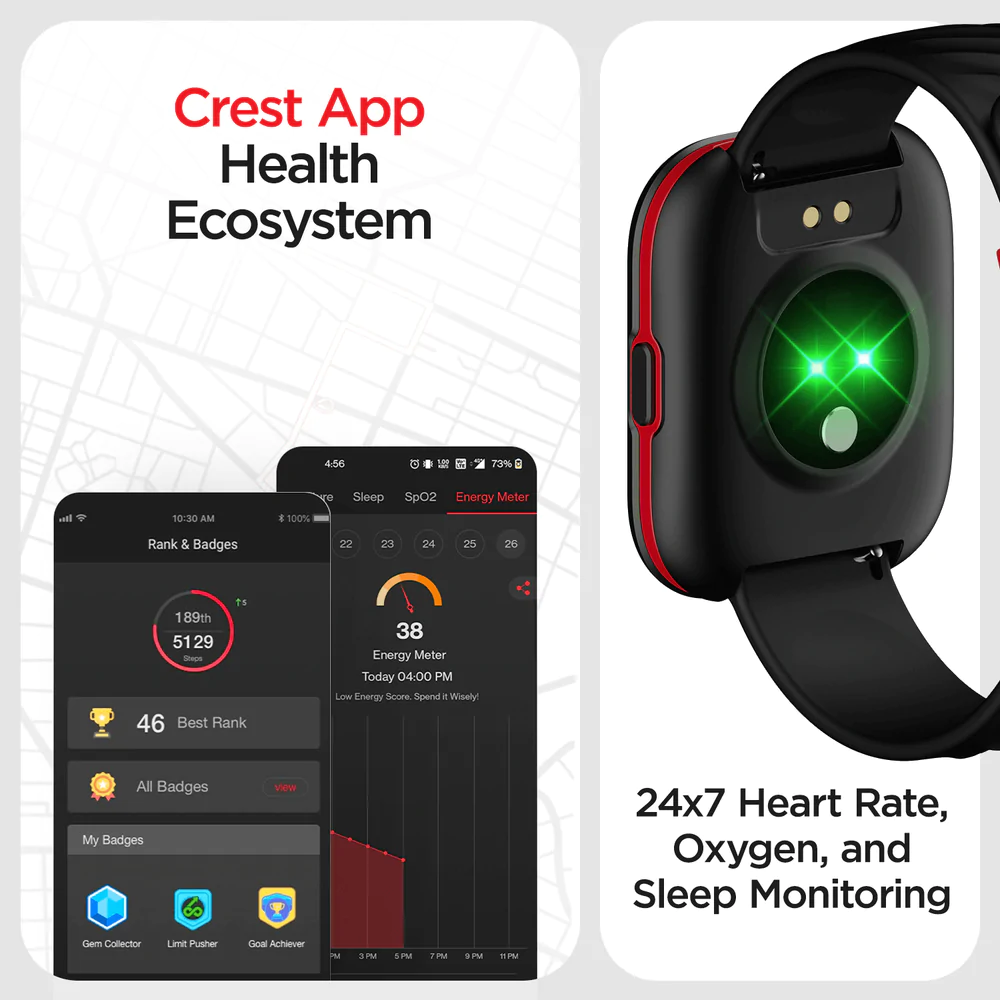 Crest App
Health
Ecosystem
4:56
1.00
KB/S
73%
Sleep SpO2 Energy Meter
22 23 24 25 26
38
Energy Meter
Today 04:00 PM
Low Energy Score. Spend it Wisely!
3 PM 5 PM 7 PM 9 PM 11 PM
10:30 AM 100%
Rank & Badges
189th
5129
Steps
↑5
46 Best Rank
All Badges view
My Badges
Gem Collector Limit Pusher Goal Achiever
24x7 Heart Rate,
Oxygen, and
Sleep Monitoring